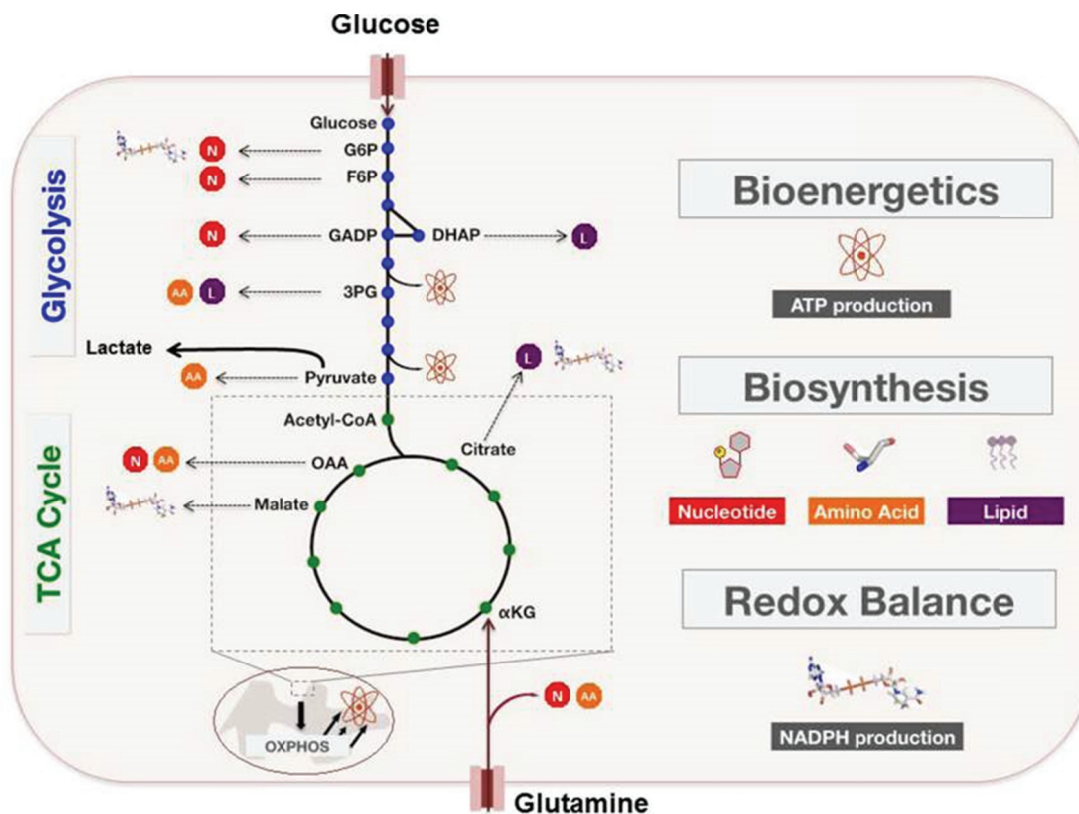 Glucose
Glucose
G6P
N
F6P
N
GADP
N
DHAP
L
3PG
AA
L
Glycolysis
Lactate
Pyruvate
AA
L
Acetyl-CoA
Citrate
OAA
N
AA
Malate
TCA Cycle
αKG
N
AA
OXPHOS
Glutamine
Bioenergetics
ATP production
Biosynthesis
Nucleotide
Amino Acid
Lipid
Redox Balance
NADPH production